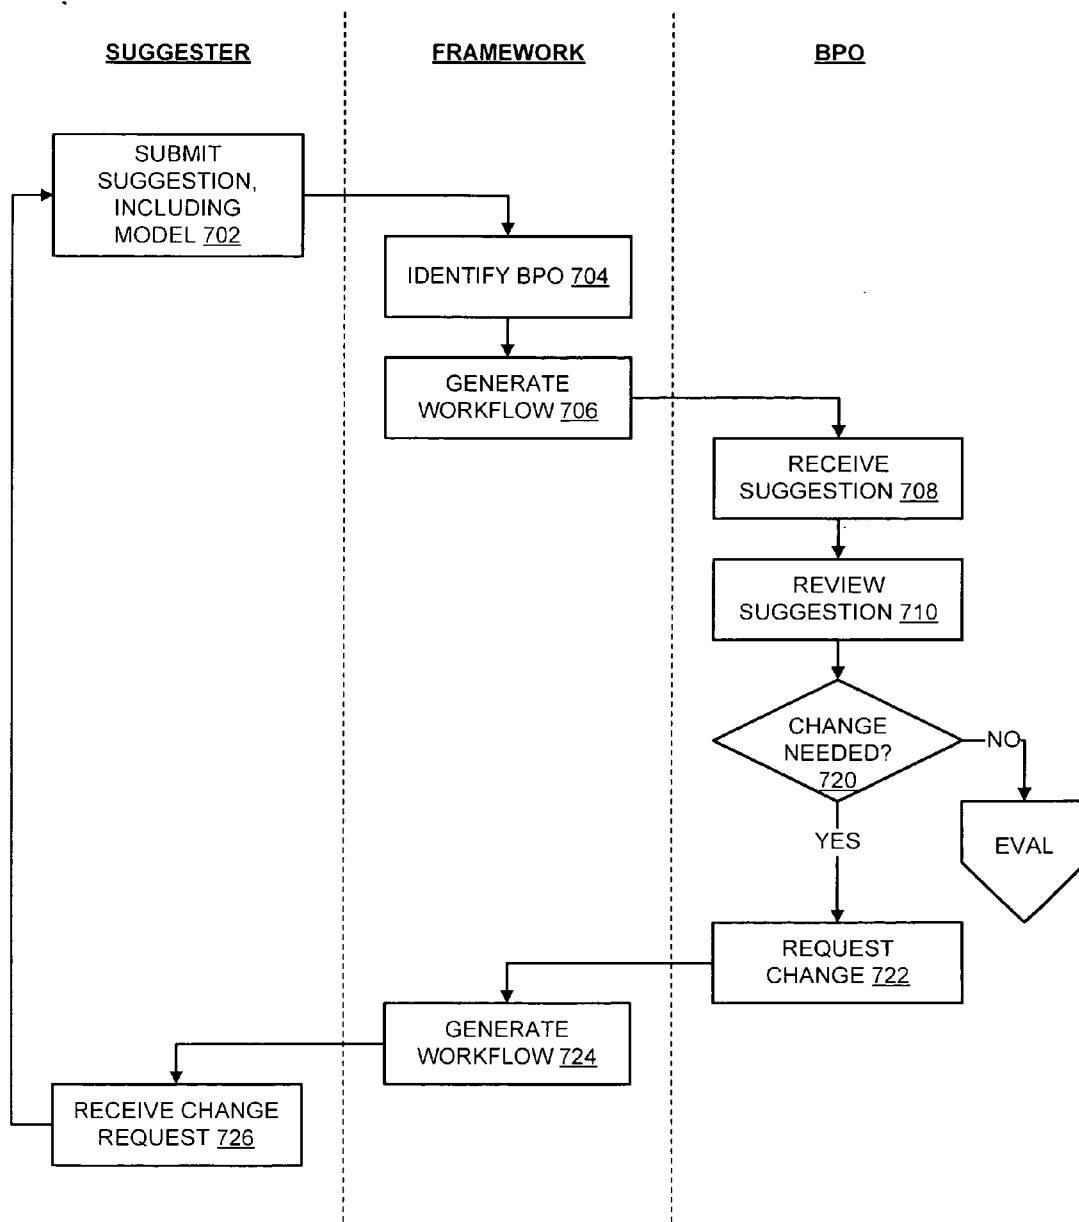 SUGGESTER
FRAMEWORK
BPO
SUBMIT
SUGGESTION,
INCLUDING
MODEL 702
IDENTIFY BPO 704
GENERATE
WORKFLOW 706
RECEIVE
SUGGESTION 708
REVIEW
SUGGESTION 710
CHANGE
NEEDED?
720
NO
EVAL
YES
REQUEST
CHANGE 722
GENERATE
WORKFLOW 724
RECEIVE CHANGE
REQUEST 726